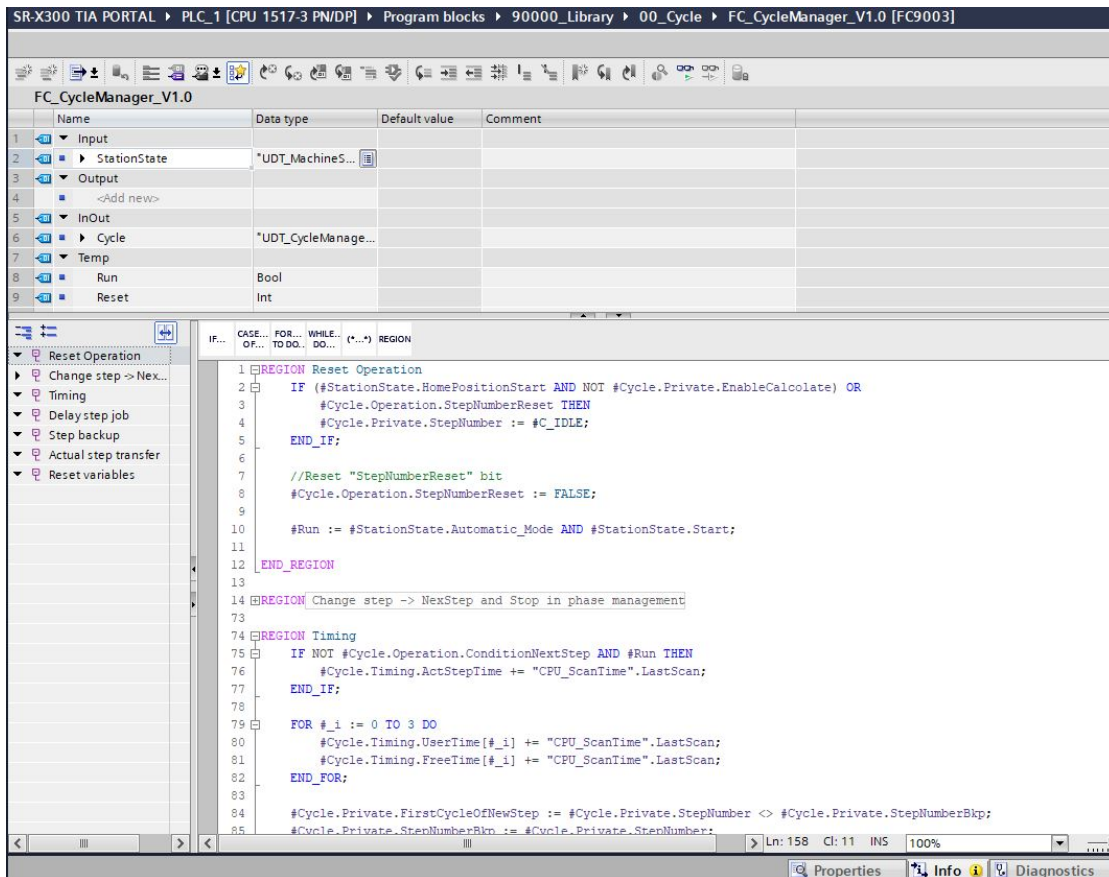 SR-X300 TIA PORTAL ▸ PLC_1 [CPU 1517-3 PN/DP] ▸ Program blocks ▸ 90000_Library ▸ 00_Cycle ▸ FC_CycleManager_V1.0 [FC9003]
FC_CycleManager_V1.0
Name Data type Default value Comment
1 Input
2 StationState "UDT_MachineS...
3 Output
4 <Add new>
5 InOut
6 Cycle "UDT_CycleManage...
7 Temp
8 Run Bool
9 Reset Int
IF... CASE... OF... FOR... TO DO.. WHILE.. DO... (*...*) REGION
Reset Operation
Change step -> Nex...
Timing
Delay step job
Step backup
Actual step transfer
Reset variables
1 REGION Reset Operation
2 IF (#StationState.HomePositionStart AND NOT #Cycle.Private.EnableCalcolate) OR
3 #Cycle.Operation.StepNumberReset THEN
4 #Cycle.Private.StepNumber := #C_IDLE;
5 END_IF;
6
7 //Reset "StepNumberReset" bit
8 #Cycle.Operation.StepNumberReset := FALSE;
9
10 #Run := #StationState.Automatic_Mode AND #StationState.Start;
11
12 END_REGION
13
14 REGION Change step -> NexStep and Stop in phase management
73
74 REGION Timing
75 IF NOT #Cycle.Operation.ConditionNextStep AND #Run THEN
76 #Cycle.Timing.ActStepTime += "CPU_ScanTime".LastScan;
77 END_IF;
78
79 FOR #_i := 0 TO 3 DO
80 #Cycle.Timing.UserTime[#_i] += "CPU_ScanTime".LastScan;
81 #Cycle.Timing.FreeTime[#_i] += "CPU_ScanTime".LastScan;
82 END_FOR;
83
84 #Cycle.Private.FirstCycleOfNewStep := #Cycle.Private.StepNumber <> #Cycle.Private.StepNumberBkp;
85 #Cycle.Private.StepNumberBkp := #Cycle.Private.StepNumber;
Ln: 158 Cl: 11 INS 100%
Properties Info Diagnostics